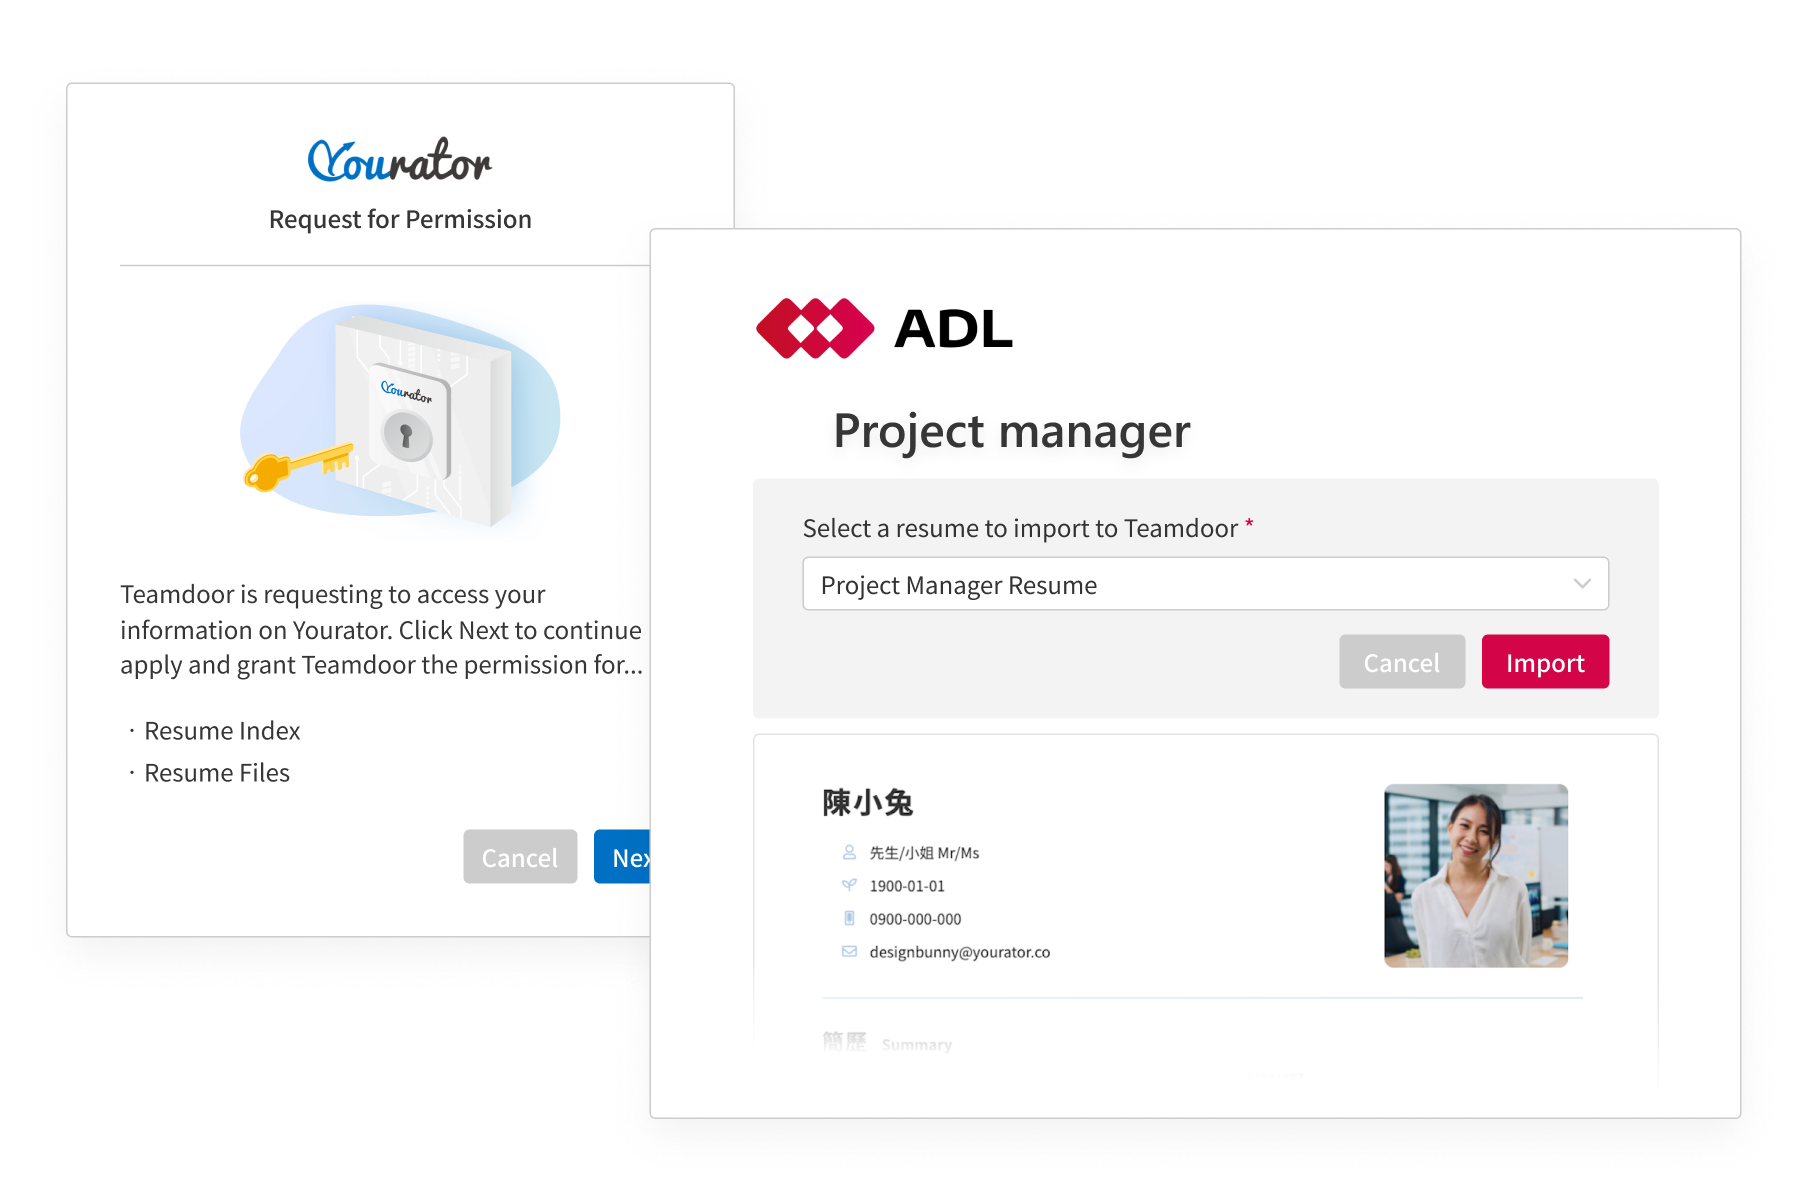 Yourator
Request for Permission
Yourator
Teamdoor is requesting to access your
information on Yourator. Click Next to continue
apply and grant Teamdoor the permission for...
· Resume Index
· Resume Files
Cancel
Nex
ADL
Project manager
Select a resume to import to Teamdoor *
Project Manager Resume
Cancel
Import
陳小兔
先生/小姐 Mr/Ms
1900-01-01
0900-000-000
designbunny@yourator.co
簡歷 Summary